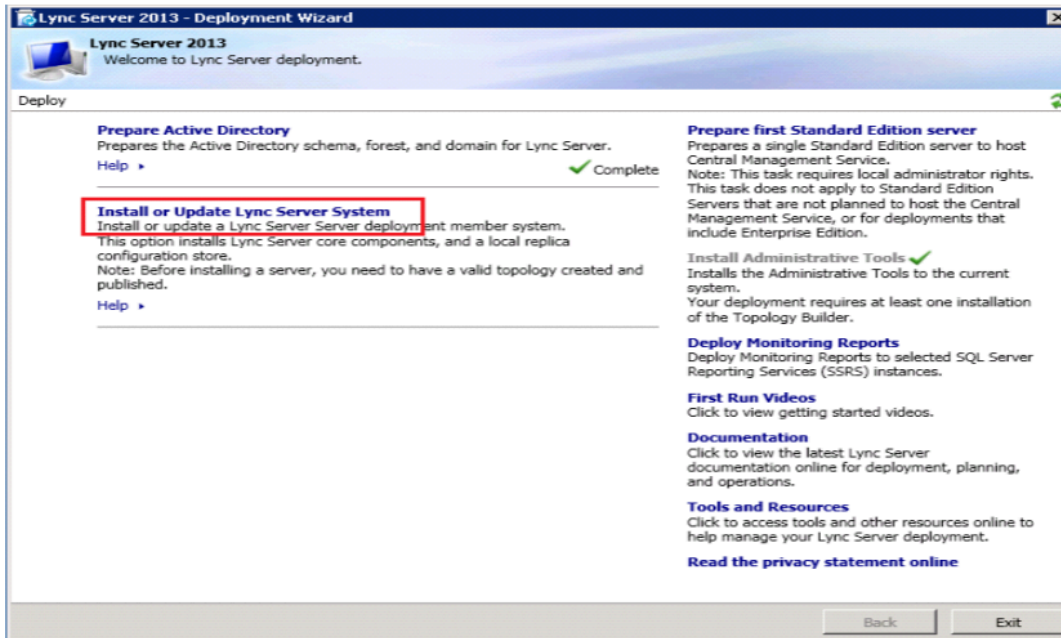 Lync Server 2013 - Deployment Wizard
Lync Server 2013
Welcome to Lync Server deployment.
Deploy
Prepare Active Directory
Prepares the Active Directory schema, forest, and domain for Lync Server.
Help
Complete
Install or Update Lync Server System
Install or update a Lync Server Server deployment member system.
This option installs Lync Server core components, and a local replica
configuration store.
Note: Before installing a server, you need to have a valid topology created and
published.
Help
Prepare first Standard Edition server
Prepares a single Standard Edition server to host
Central Management Service.
Note: This task requires local administrator rights.
This task does not apply to Standard Edition
Servers that are not planned to host the Central
Management Service, or for deployments that
include Enterprise Edition.
Install Administrative Tools
Installs the Administrative Tools to the current
system.
Your deployment requires at least one installation
of the Topology Builder.
Deploy Monitoring Reports
Deploy Monitoring Reports to selected SQL Server
Reporting Services (SSRS) instances.
First Run Videos
Click to view getting started videos.
Documentation
Click to view the latest Lync Server
documentation online for deployment, planning,
and operations.
Tools and Resources
Click to access tools and other resources online to
help manage your Lync Server deployment.
Read the privacy statement online
Back
Exit